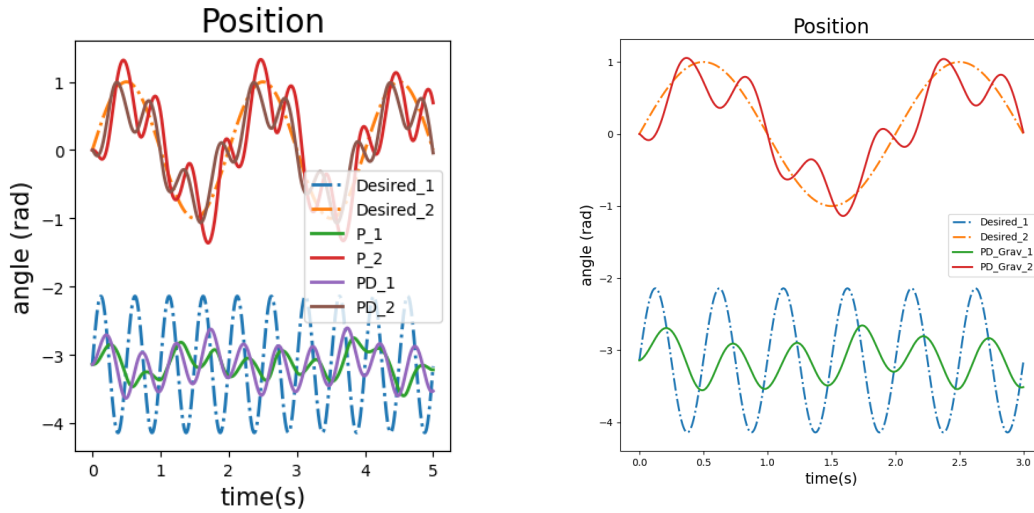 Position
1
0
−1
−2
−3
−4
angle (rad)
Desired_1
Desired_2
P_1
P_2
PD_1
PD_2
0 1 2 3 4 5
time(s)
Position
1
0
−1
−2
−3
−4
angle (rad)
Desired_1
Desired_2
PD_Grav_1
PD_Grav_2
0.0 0.5 1.0 1.5 2.0 2.5 3.0
time(s)